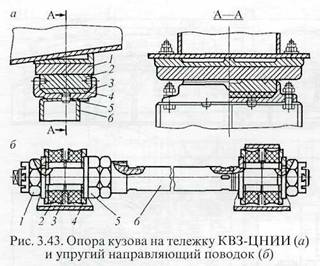 а
А
А—А
1
2
3
4
5
6
А
б
1
2
3
4
5
6
Рис. 3.43. Опора кузова на тележку КВЗ-ЦНИИ (а)
и упругий направляющий поводок (б)